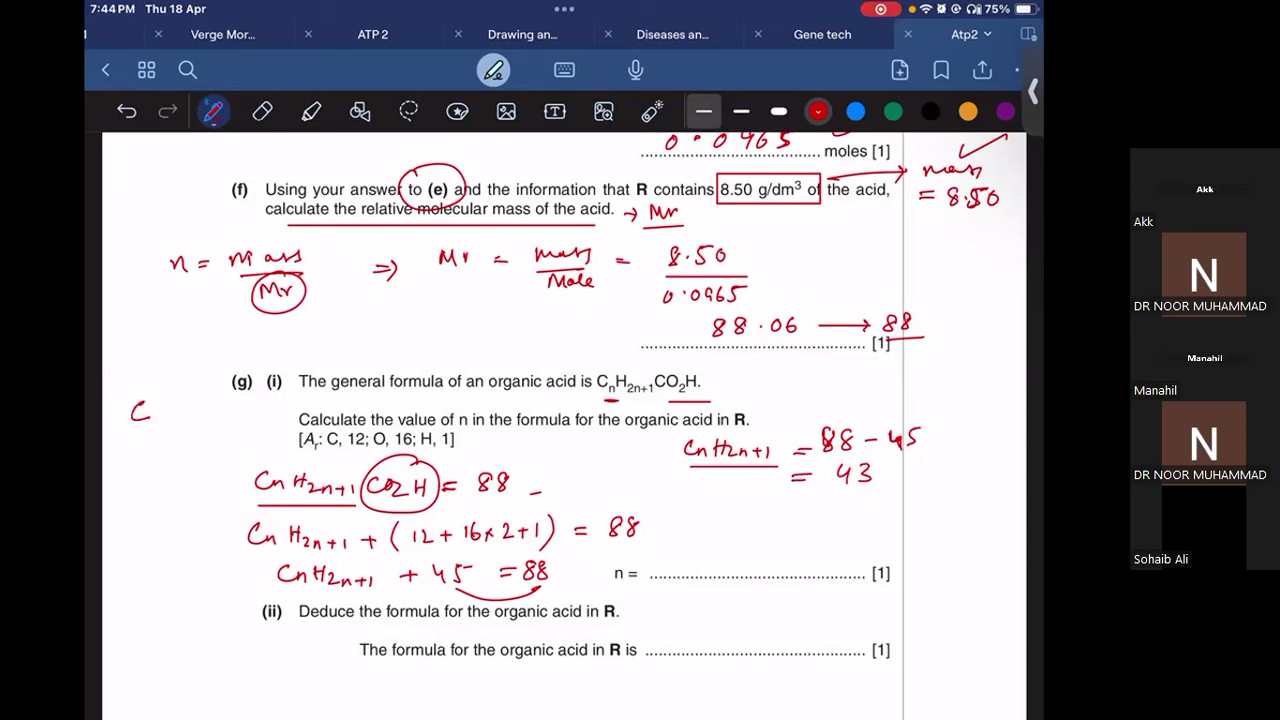 7:44 PM Thu 18 Apr
75%
Verge Mor...
ATP 2
Drawing an...
Diseases an...
Gene tech
Atp2
0.0965
moles [1]
mass
= 8.50
(f) Using your answer to (e) and the information that R contains 8.50 g/dm³ of the acid,
calculate the relative molecular mass of the acid. → Mr
n = mass / Mr ⇒ Mr = mass / Mole = 8.50 / 0.0965
88.06 → 88
[1]
(g) (i) The general formula of an organic acid is CnH2n+1CO2H.
C
Calculate the value of n in the formula for the organic acid in R.
[Ar: C, 12; O, 16; H, 1]
CnH2n+1 = 88 - 45
= 43
CnH2n+1 CO2H = 88
CnH2n+1 + (12 + 16×2+1) = 88
CnH2n+1 + 45 = 88
n = [1]
(ii) Deduce the formula for the organic acid in R.
The formula for the organic acid in R is [1]
Akk
Akk
N
DR NOOR MUHAMMAD
Manahil
Manahil
N
DR NOOR MUHAMMAD
Sohaib Ali